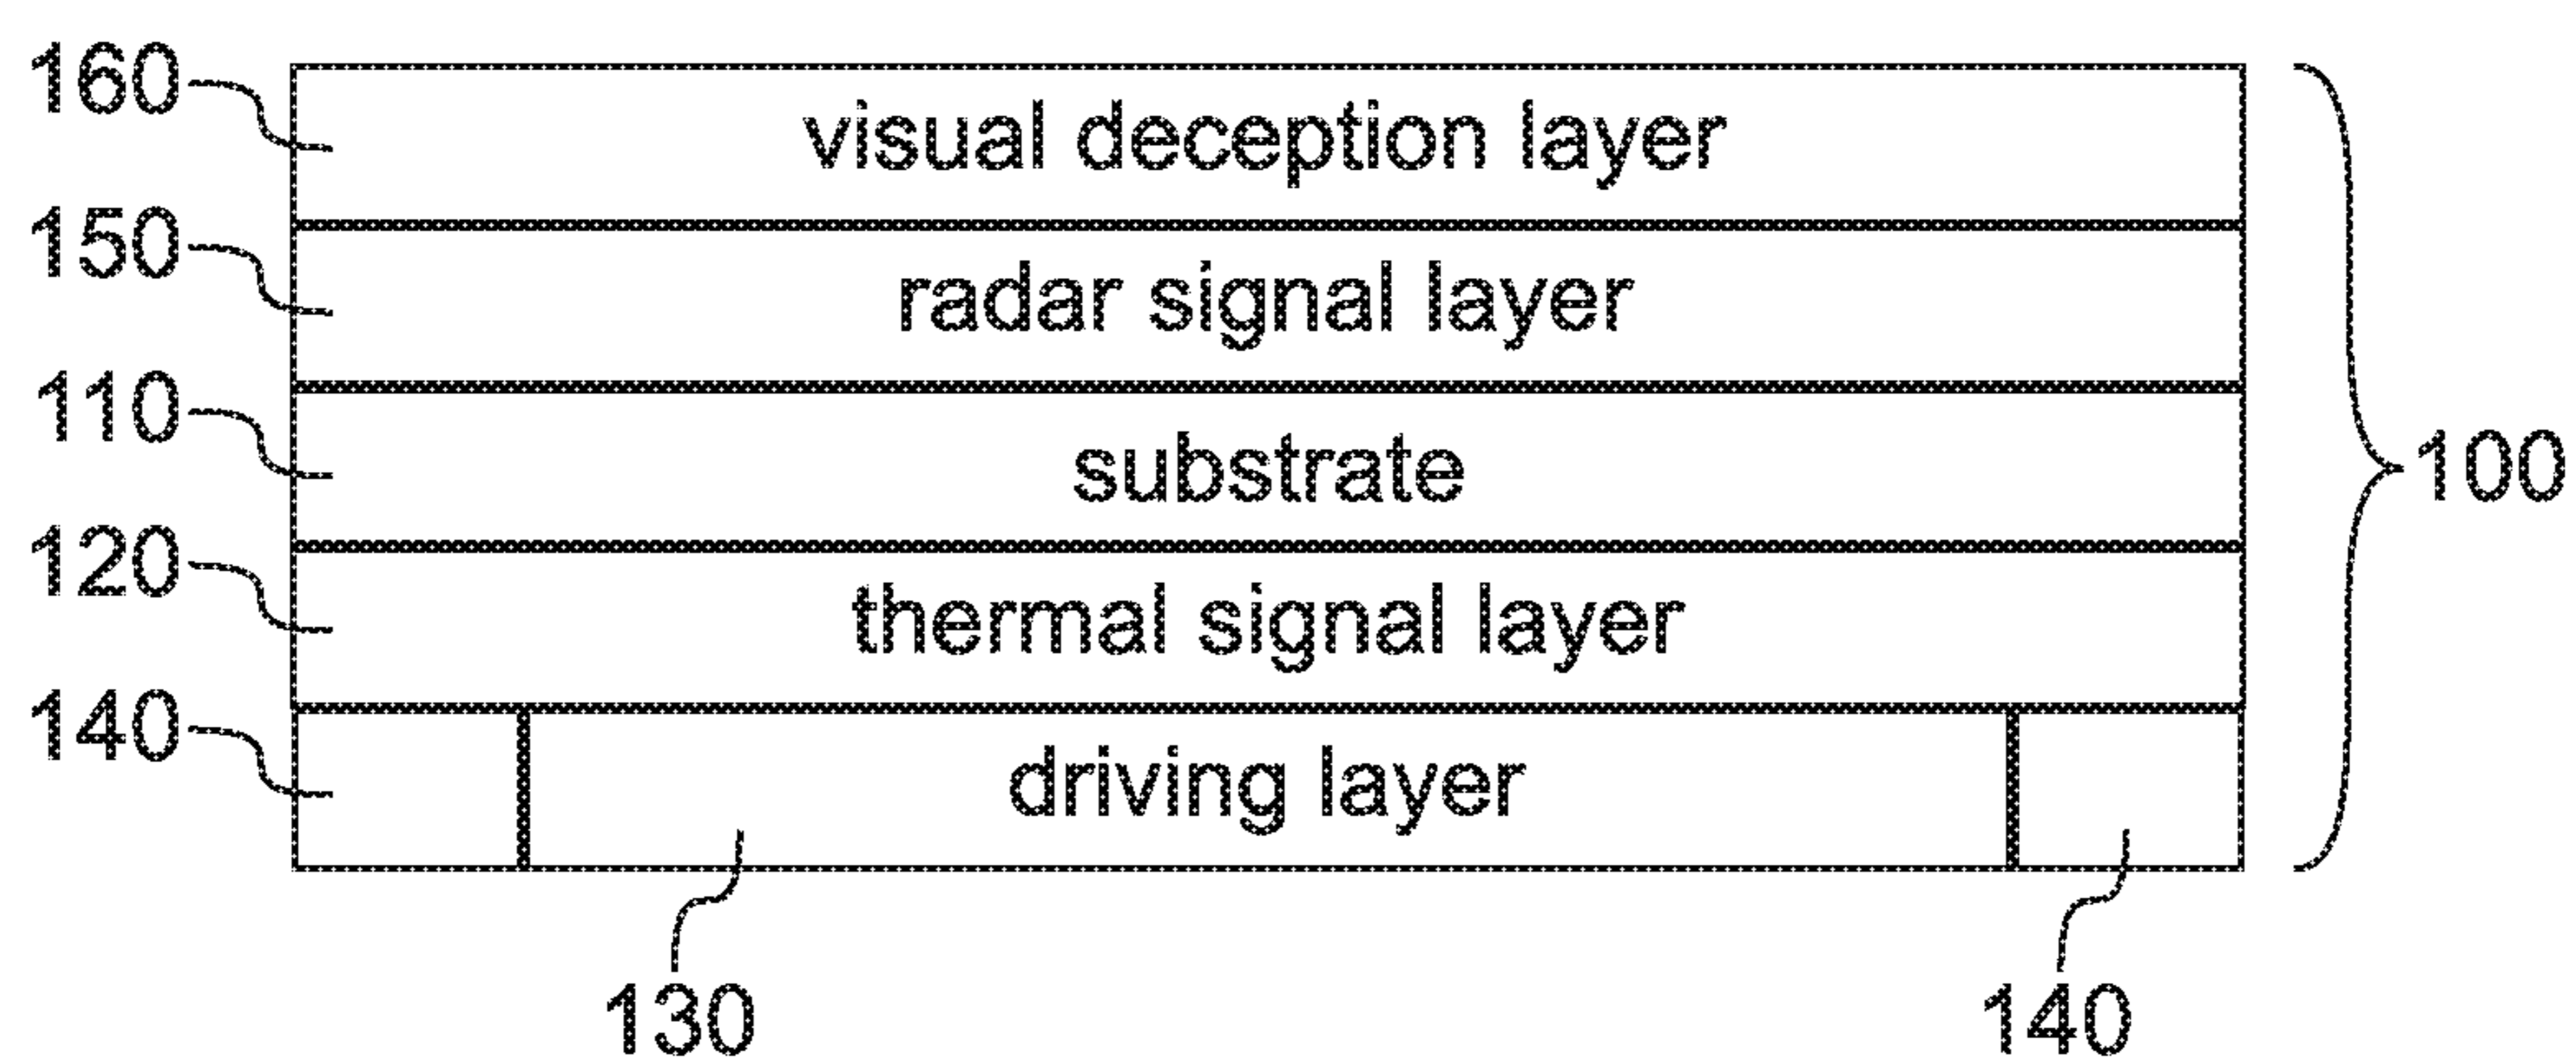 160
visual deception layer
150
radar signal layer
110
substrate
100
120
thermal signal layer
140
driving layer
130
140